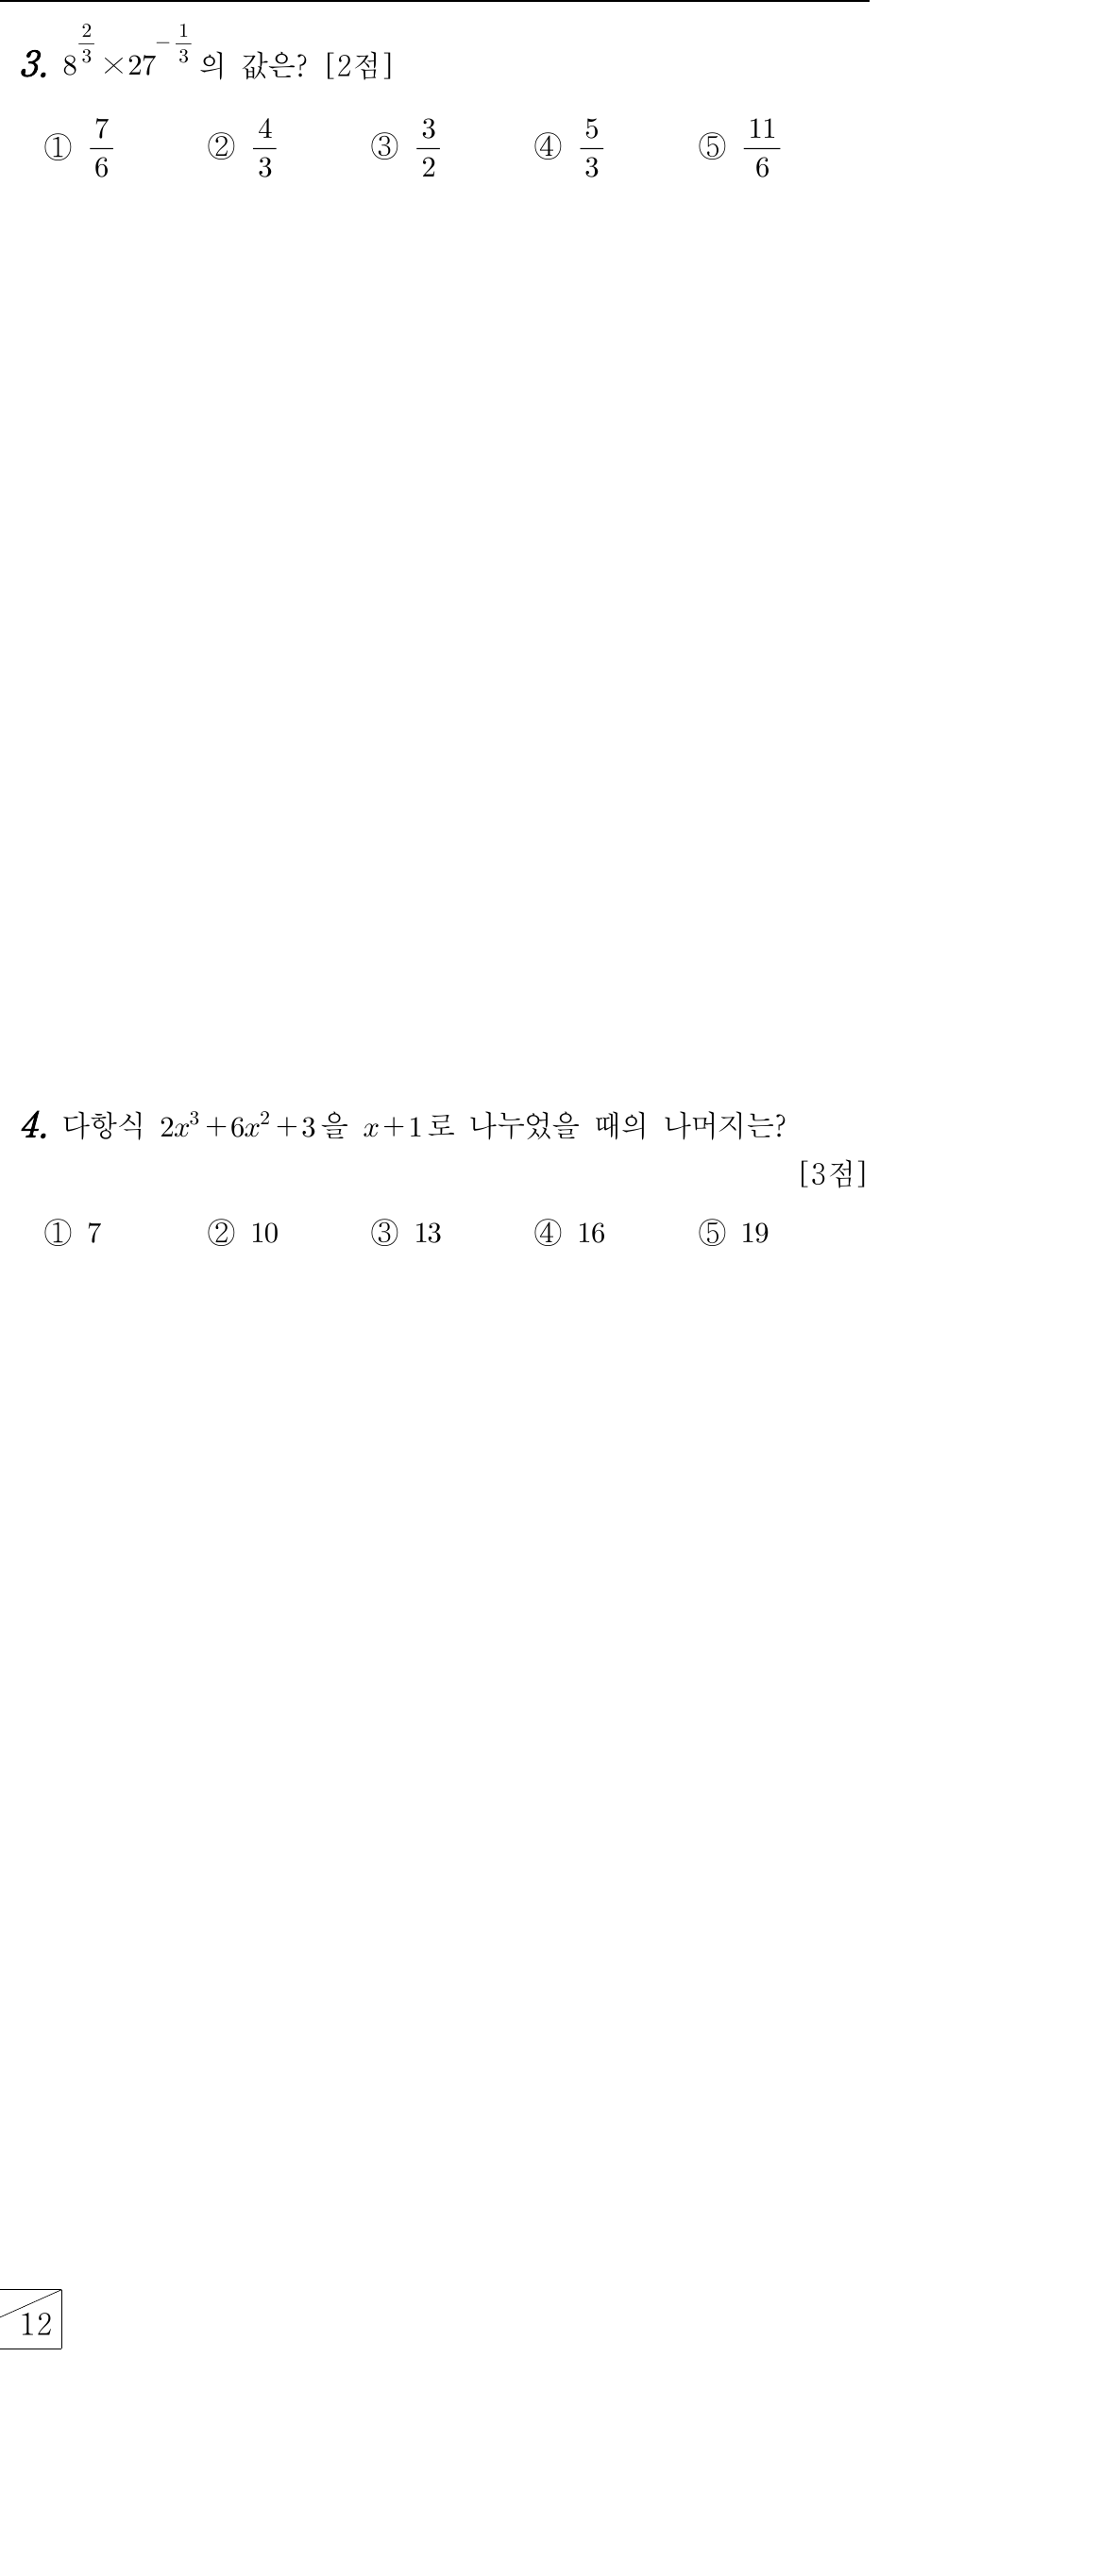 3. $8^{\frac{2}{3}} \times 27^{-\frac{1}{3}}$의 값은? [2점]
① $\frac{7}{6}$ ② $\frac{4}{3}$ ③ $\frac{3}{2}$ ④ $\frac{5}{3}$ ⑤ $\frac{11}{6}$
4. 다항식 $2x^3+6x^2+3$을 $x+1$로 나누었을 때의 나머지는?
[3점]
① 7 ② 10 ③ 13 ④ 16 ⑤ 19
12